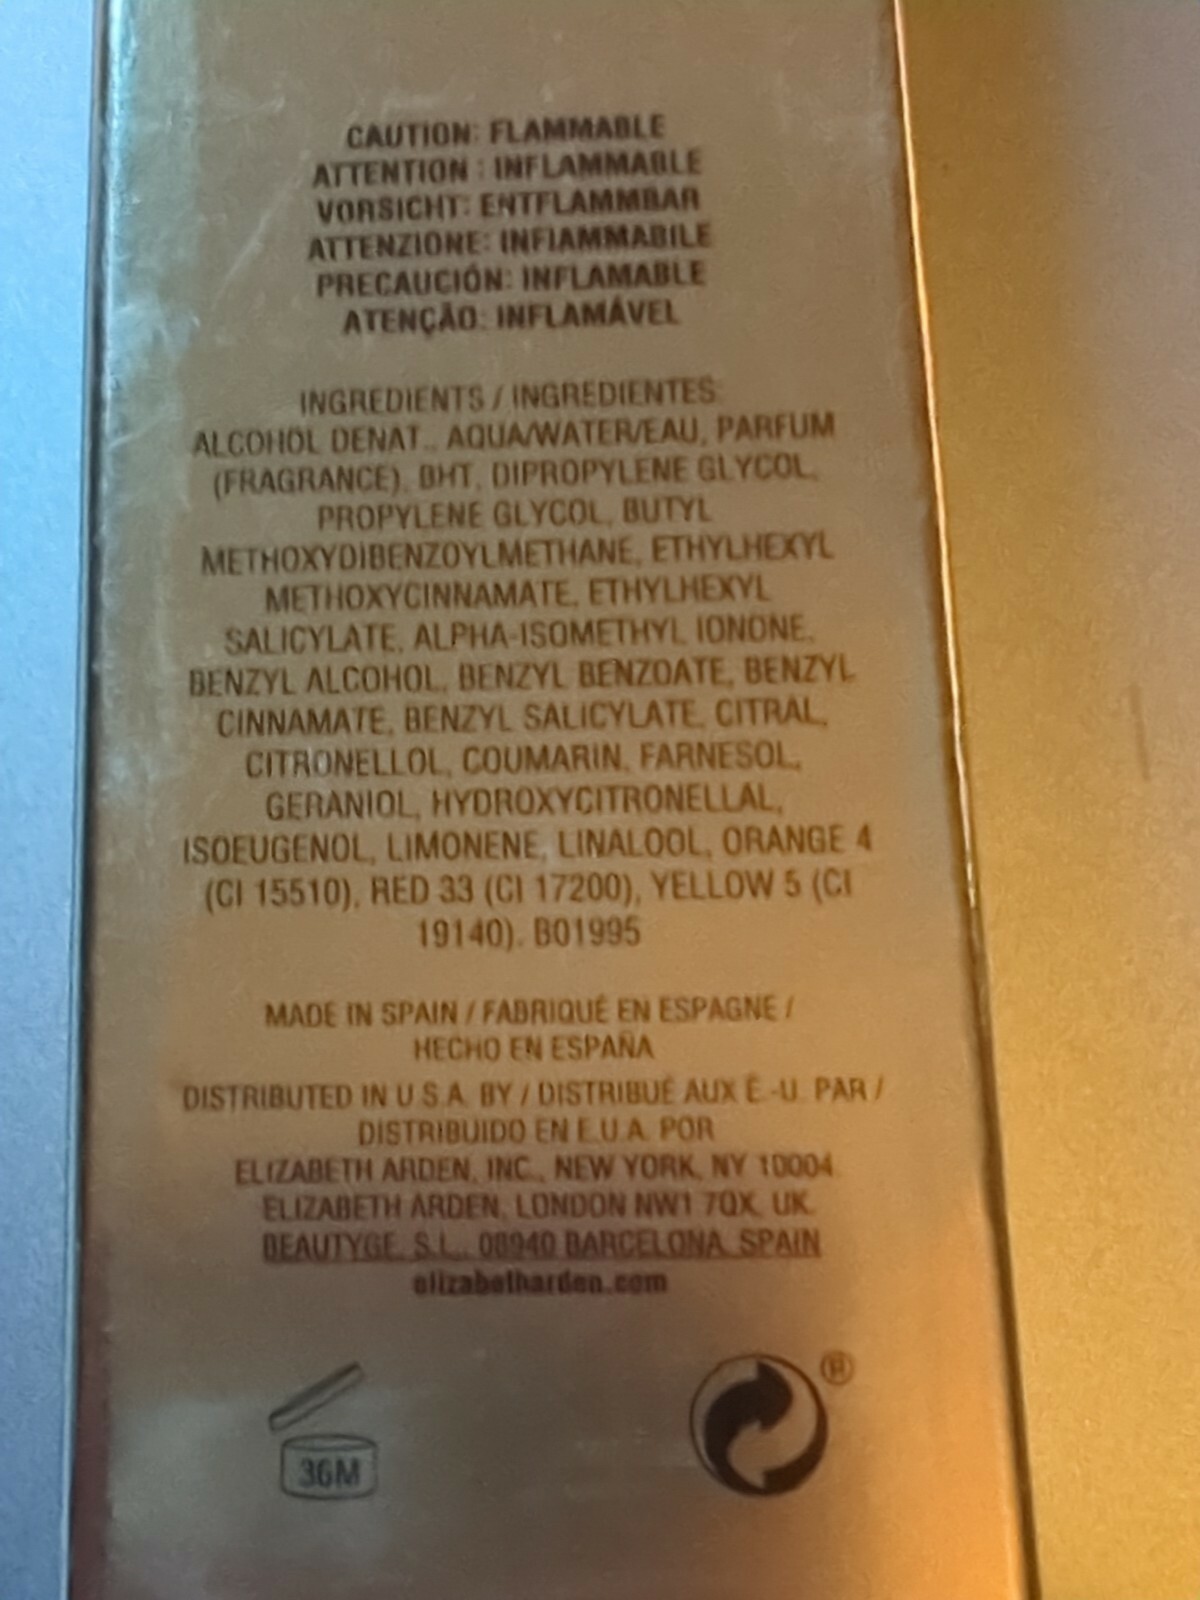 CAUTION: FLAMMABLE
ATTENTION : INFLAMMABLE
VORSICHT: ENTFLAMMBAR
ATTENZIONE: INFIAMMABILE
PRECAUCIÓN: INFLAMABLE
ATENÇÃO: INFLAMÁVEL
INGREDIENTS / INGREDIENTES:
ALCOHOL DENAT., AQUA/WATER/EAU, PARFUM
(FRAGRANCE), BHT, DIPROPYLENE GLYCOL,
PROPYLENE GLYCOL, BUTYL
METHOXYDIBENZOYLMETHANE, ETHYLHEXYL
METHOXYCINNAMATE, ETHYLHEXYL
SALICYLATE, ALPHA-ISOMETHYL IONONE,
BENZYL ALCOHOL, BENZYL BENZOATE, BENZYL
CINNAMATE, BENZYL SALICYLATE, CITRAL,
CITRONELLOL, COUMARIN, FARNESOL,
GERANIOL, HYDROXYCITRONELLAL,
ISOEUGENOL, LIMONENE, LINALOOL, ORANGE 4
(CI 15510), RED 33 (CI 17200), YELLOW 5 (CI
19140). B01995
MADE IN SPAIN / FABRIQUÉ EN ESPAGNE /
HECHO EN ESPAÑA
DISTRIBUTED IN U.S.A. BY / DISTRIBUÉ AUX É.-U. PAR /
DISTRIBUIDO EN E.U.A. POR
ELIZABETH ARDEN, INC., NEW YORK, NY 10004
ELIZABETH ARDEN, LONDON NW1 7QX, UK.
BEAUTYGE, S.L., 08940 BARCELONA, SPAIN
elizabetharden.com
36M
®